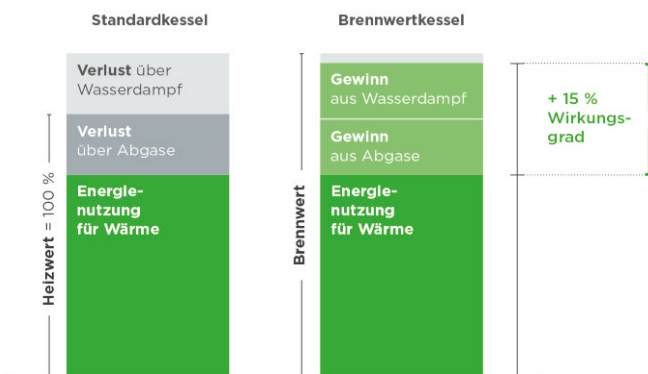 Standardkessel
Brennwertkessel
Verlust über
Wasserdampf
Verlust
über Abgase
Energie-
nutzung
für Wärme
Heizwert = 100 %
Gewinn
aus Wasserdampf
Gewinn
aus Abgase
Energie-
nutzung
für Wärme
Brennwert
+ 15 %
Wirkungs-
grad